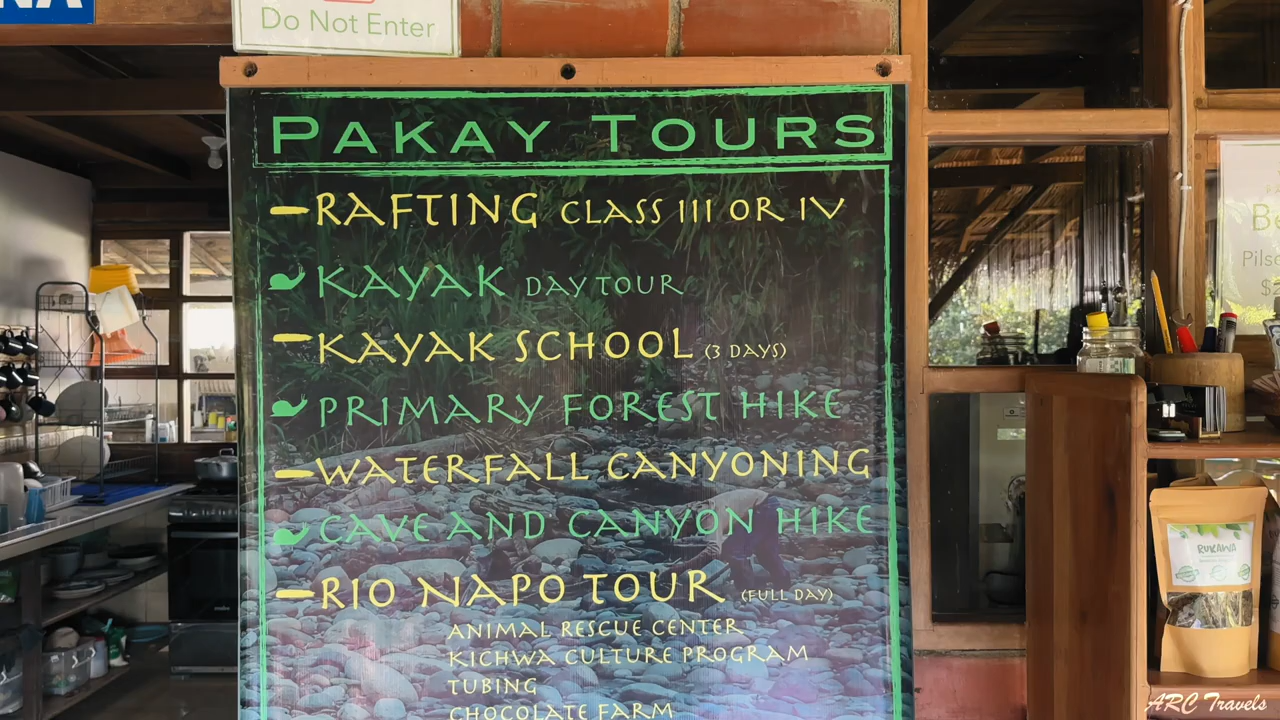 NA
Do Not Enter
PAKAY TOURS
RAFTING CLASS III OR IV
KAYAK DAY TOUR
KAYAK SCHOOL (3 DAYS)
PRIMARY FOREST HIKE
WATERFALL CANYONING
CAVE AND CANYON HIKE
RIO NAPO TOUR (FULL DAY)
ANIMAL RESCUE CENTER
KICHWA CULTURE PROGRAM
TUBING
CHOCOLATE FARM
RUKAWA
ARC Travels